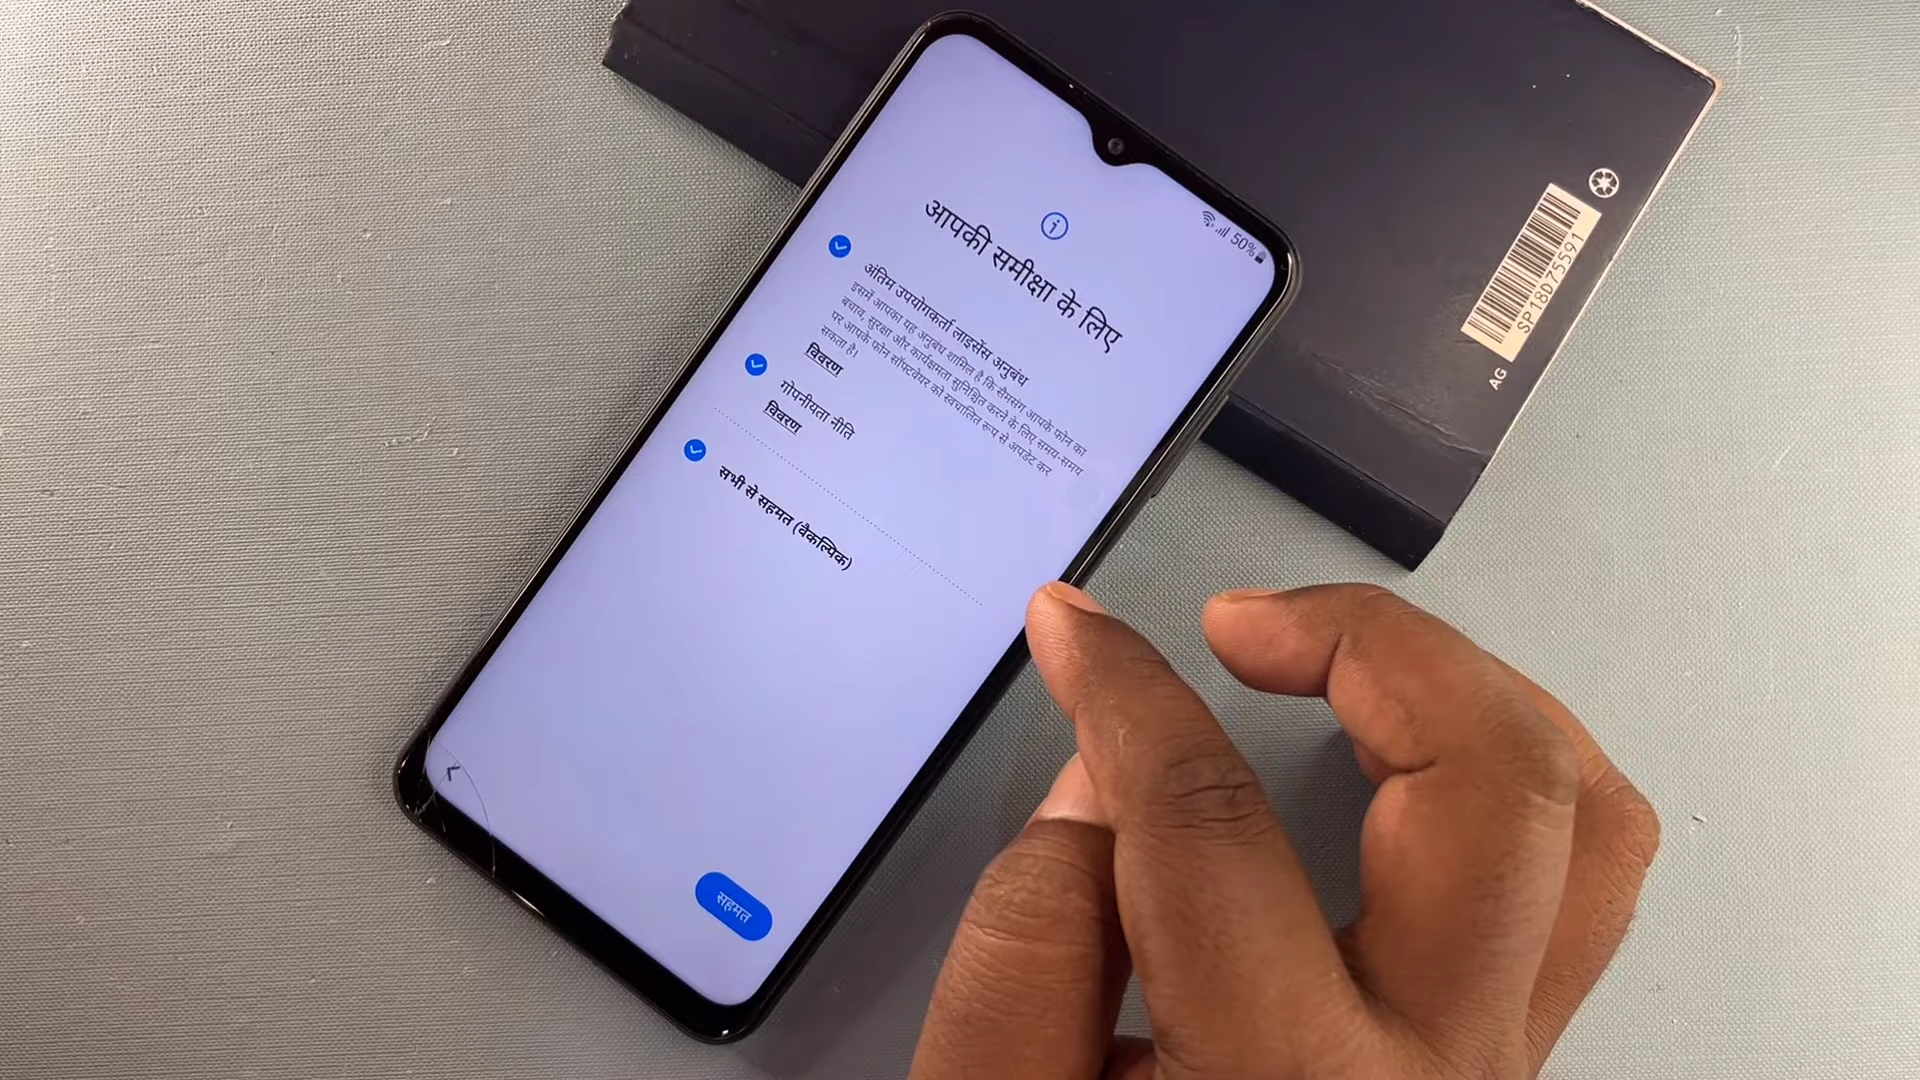 50%
आपकी समीक्षा के लिए
अंतिम उपयोगकर्ता लाइसेंस अनुबंध
इसमें आपका यह अनुबंध शामिल है कि सैमसंग आपके फोन का
बचाव, सुरक्षा और कार्यक्षमता सुनिश्चित करने के लिए समय-समय
पर आपके फोन सॉफ्टवेयर को स्वचालित रूप से अपडेट कर
सकता है।
विवरण
गोपनीयता नीति
विवरण
सभी से सहमत (वैकल्पिक)
सहमत
SP18D75591
AG